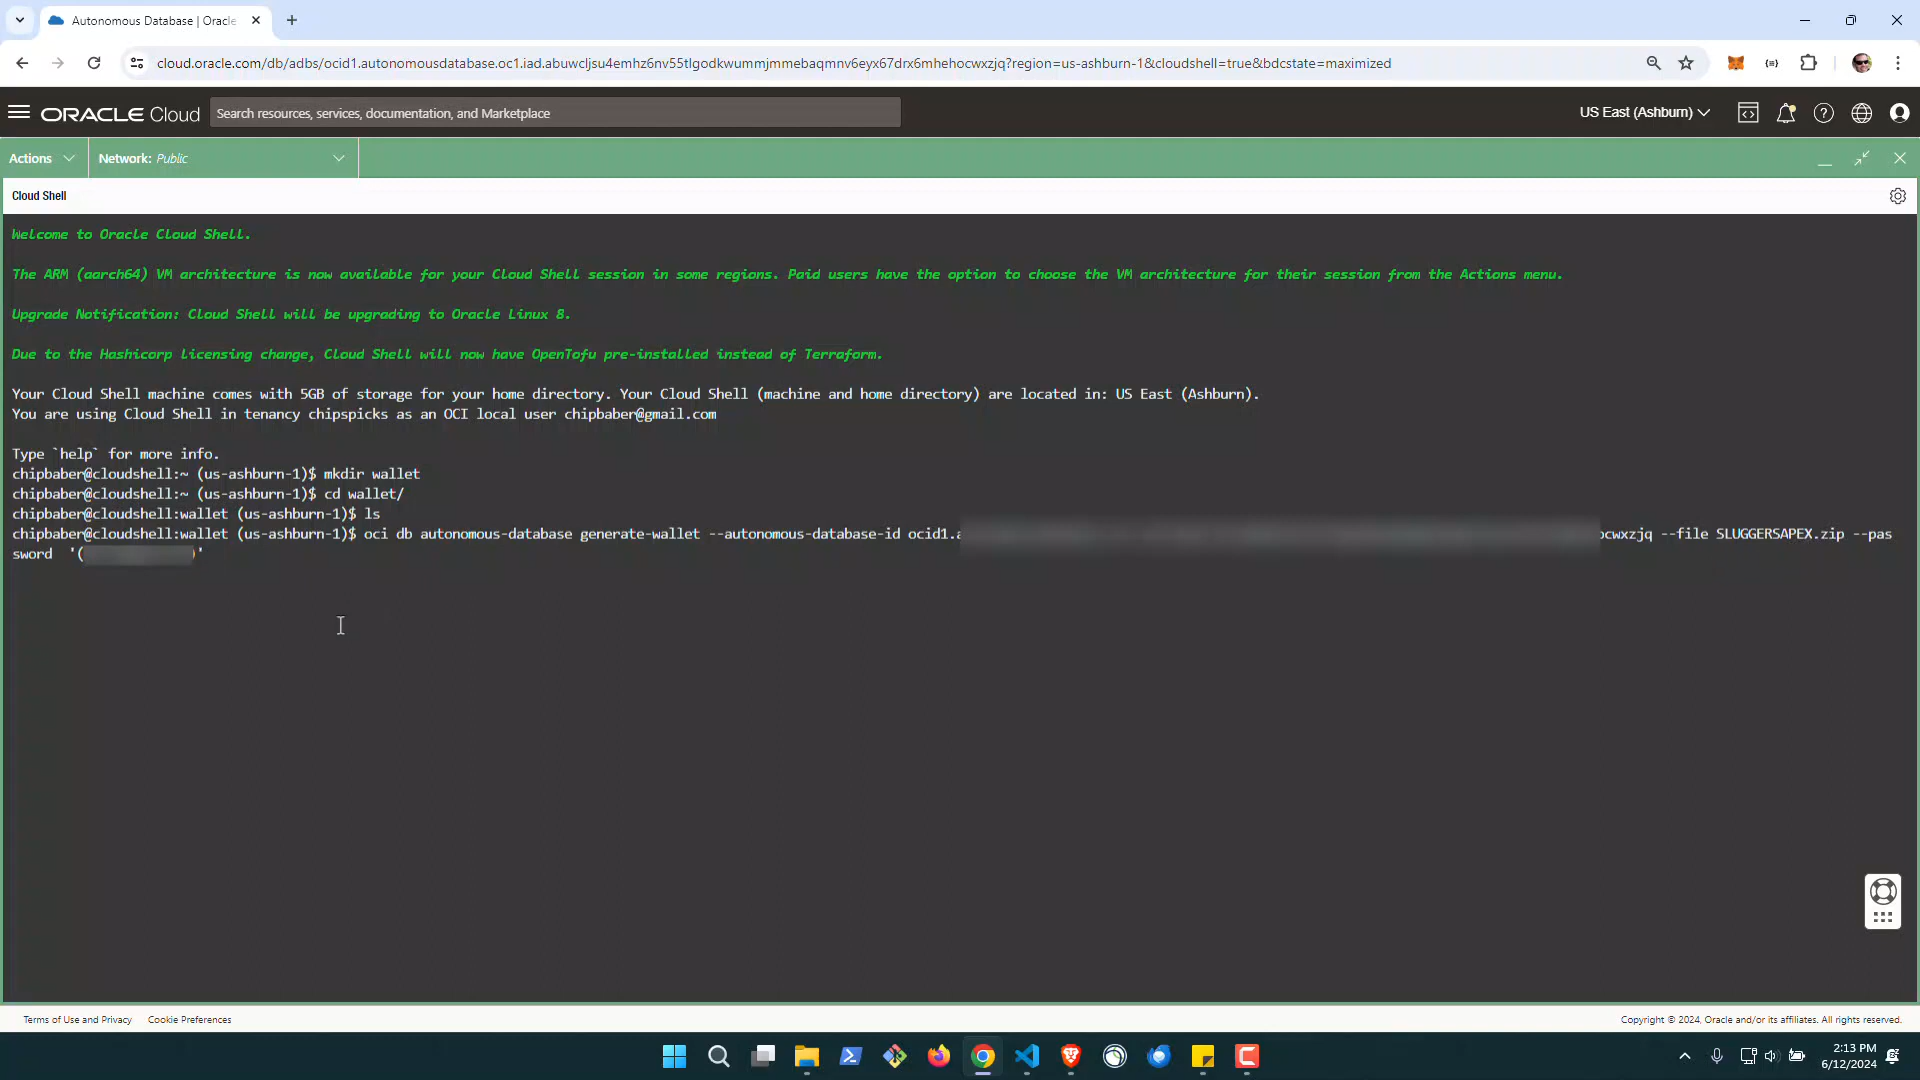 Autonomous Database | Oracle
cloud.oracle.com/db/adbs/ocid1.autonomousdatabase.oc1.iad.abuwcljsu4emhz6nv55tlgodkwummjmmebaqmnv6eyx67drx6mhehocwxzjq?region=us-ashburn-1&cloudshell=true&bdcstate=maximized
ORACLE Cloud
Search resources, services, documentation, and Marketplace
US East (Ashburn)
Actions
Network: Public
Cloud Shell
Welcome to Oracle Cloud Shell.
The ARM (aarch64) VM architecture is now available for your Cloud Shell session in some regions. Paid users have the option to choose the VM architecture for their session from the Actions menu.
Upgrade Notification: Cloud Shell will be upgrading to Oracle Linux 8.
Due to the Hashicorp licensing change, Cloud Shell will now have OpenTofu pre-installed instead of Terraform.
Your Cloud Shell machine comes with 5GB of storage for your home directory. Your Cloud Shell (machine and home directory) are located in: US East (Ashburn).
You are using Cloud Shell in tenancy chipspicks as an OCI local user chipbaber@gmail.com
Type `help` for more info.
chipbaber@cloudshell:~ (us-ashburn-1)$ mkdir wallet
chipbaber@cloudshell:~ (us-ashburn-1)$ cd wallet/
chipbaber@cloudshell:wallet (us-ashburn-1)$ ls
chipbaber@cloudshell:wallet (us-ashburn-1)$ oci db autonomous-database generate-wallet --autonomous-database-id ocid1.a ocwxzjq --file SLUGGERSAPEX.zip --pas
sword '( )'
Terms of Use and Privacy
Cookie Preferences
Copyright © 2024, Oracle and/or its affiliates. All rights reserved.
2:13 PM
6/12/2024